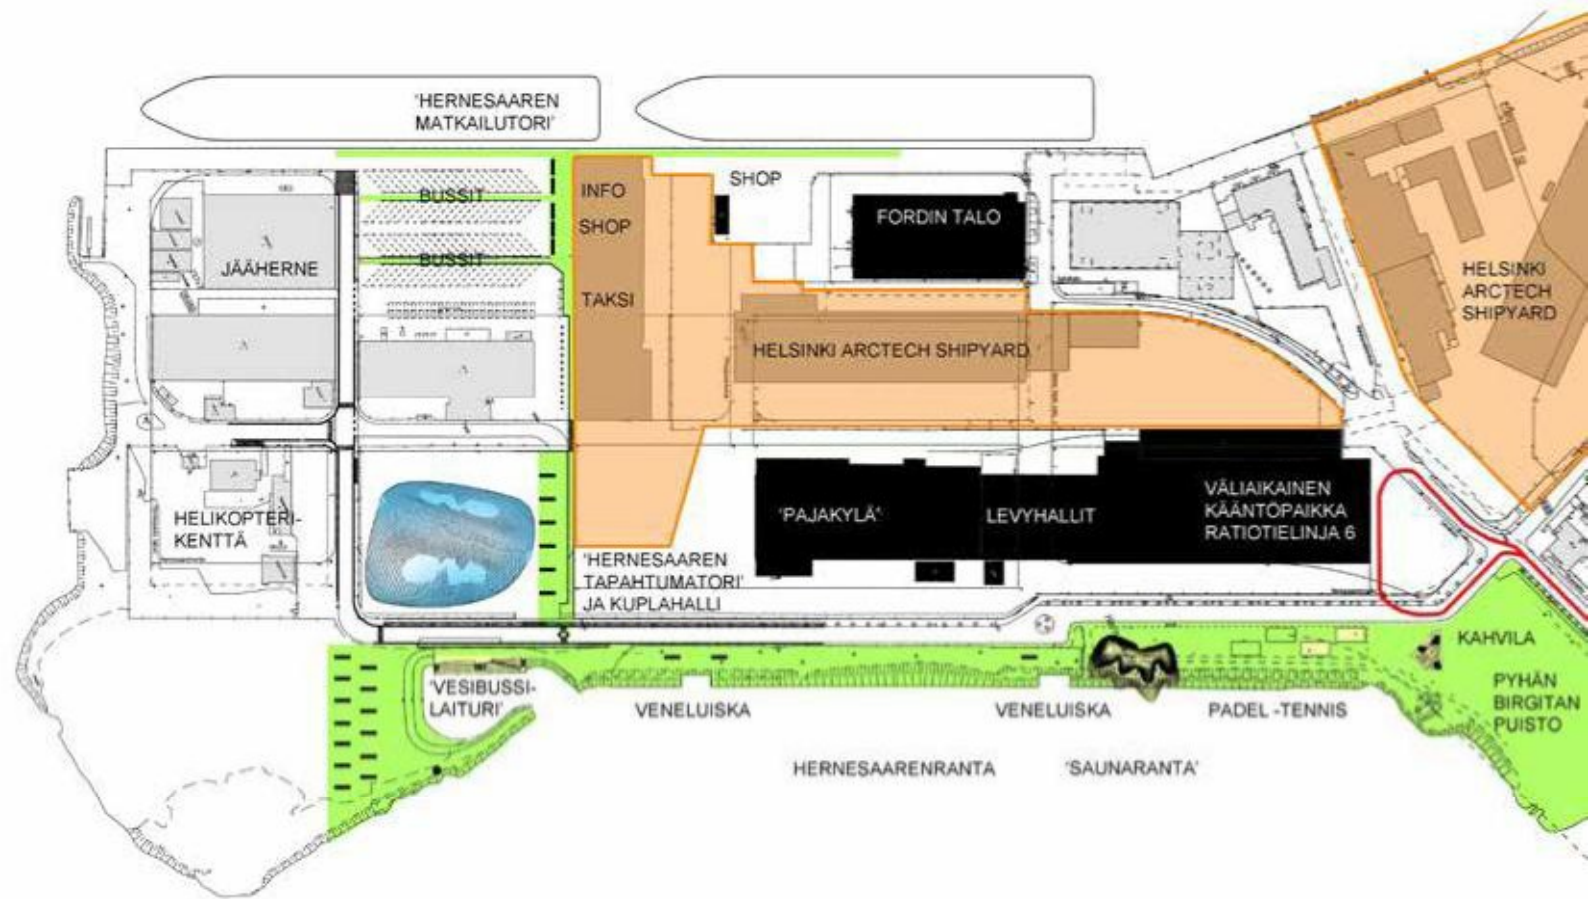 'HERNESAAREN
MATKAILUTORI'
BUSSIT
BUSSIT
JÄÄHERNE
INFO
SHOP
TAKSI
SHOP
FORDIN TALO
HELSINKI
ARCTECH
SHIPYARD
HELSINKI ARCTECH SHIPYARD
HELIKOPTERI-
KENTTÄ
'PAJAKYLÄ'
LEVYHALLIT
VÄLIAIKAINEN
KÄÄNTÖPAIKKA
RATIOTIELINJA 6
'HERNESAAREN
TAPAHTUMATORI'
JA KUPLAHALLI
KAHVILA
'VESIBUSSI-
LAITURI'
VENELUISKA
VENELUISKA
PADEL -TENNIS
PYHÄN
BIRGITAN
PUISTO
HERNESAARENRANTA
'SAUNARANTA'